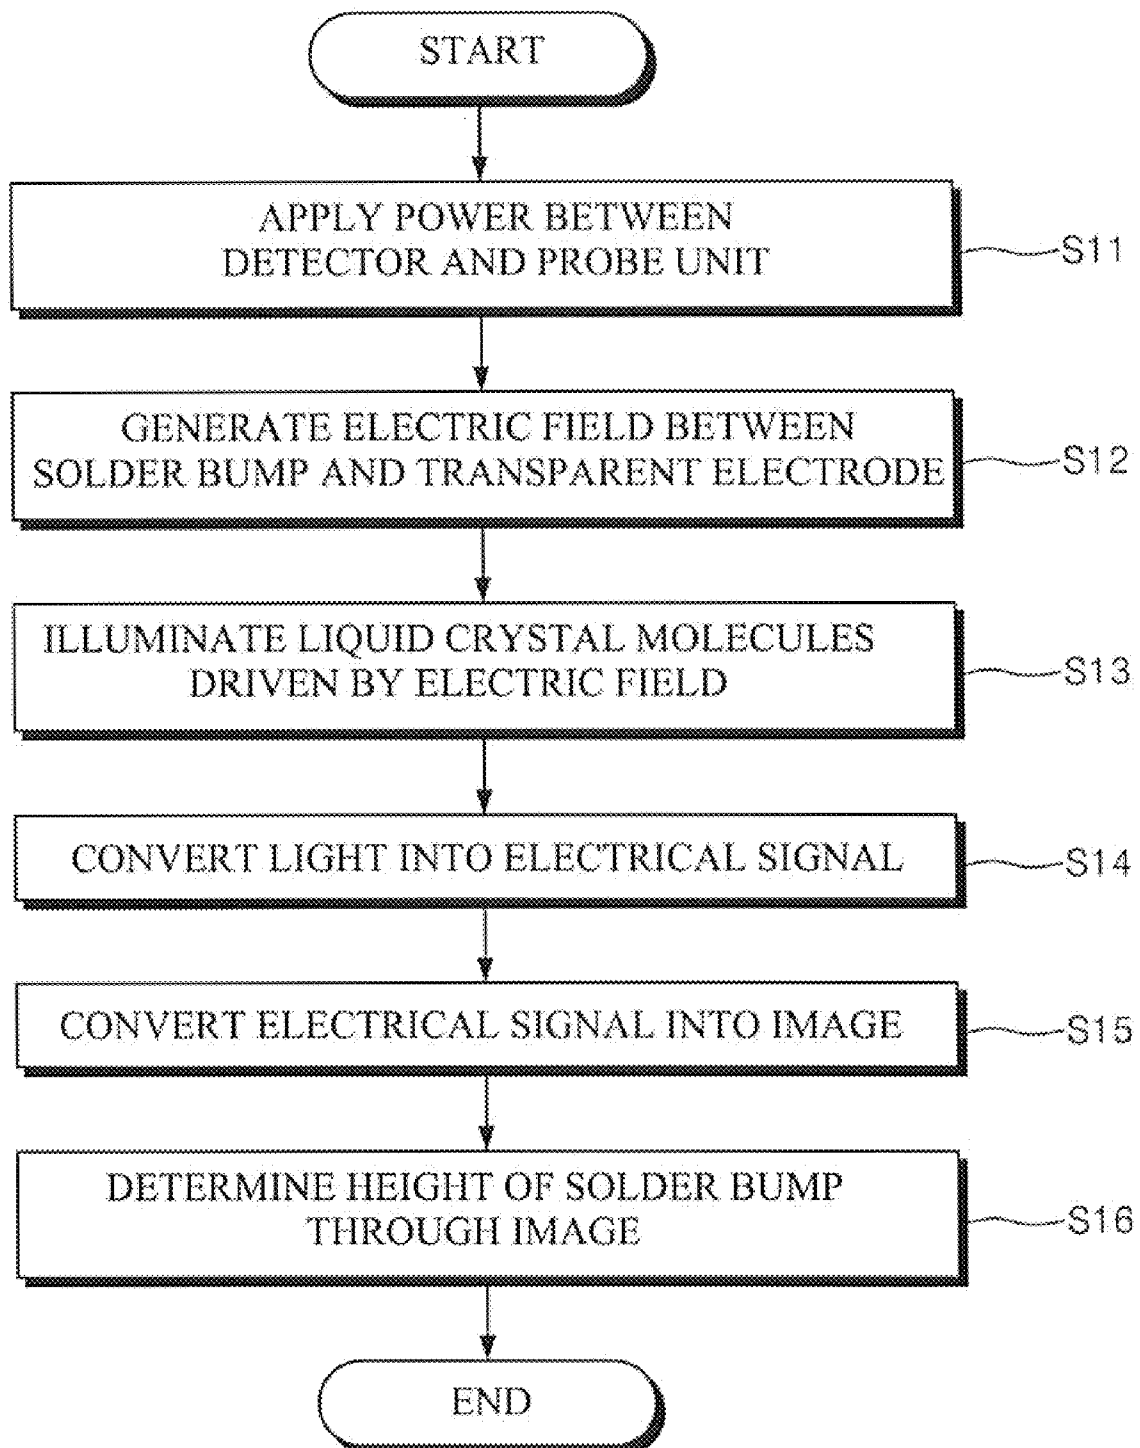 START
APPLY POWER BETWEEN
DETECTOR AND PROBE UNIT
S11
GENERATE ELECTRIC FIELD BETWEEN
SOLDER BUMP AND TRANSPARENT ELECTRODE
S12
ILLUMINATE LIQUID CRYSTAL MOLECULES
DRIVEN BY ELECTRIC FIELD
S13
CONVERT LIGHT INTO ELECTRICAL SIGNAL
S14
CONVERT ELECTRICAL SIGNAL INTO IMAGE
S15
DETERMINE HEIGHT OF SOLDER BUMP
THROUGH IMAGE
S16
END